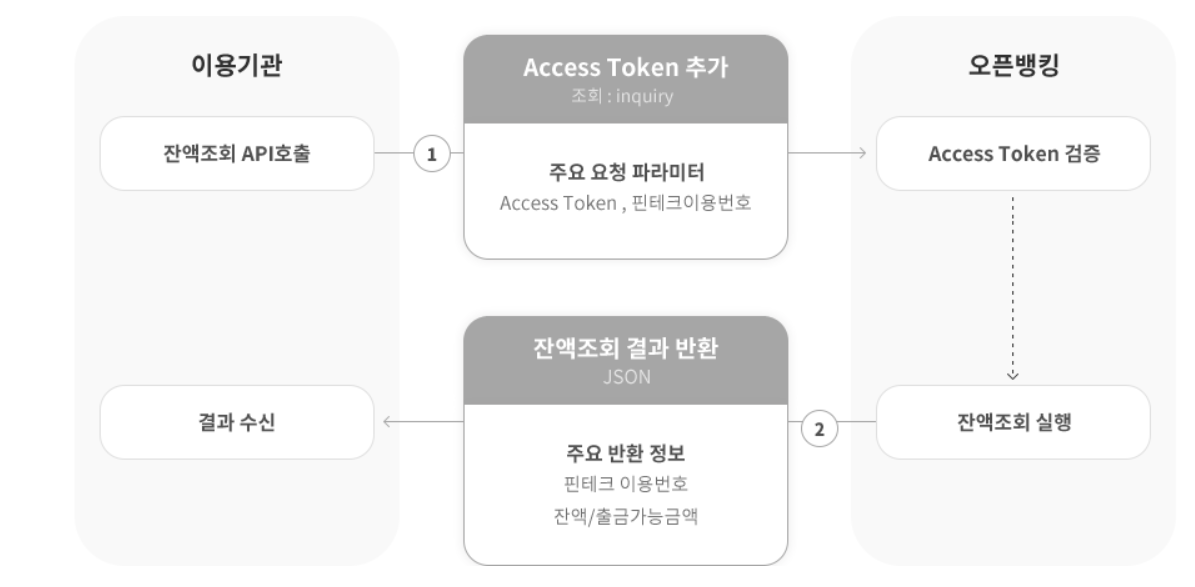 이용기관
Access Token 추가
조회 : inquiry
오픈뱅킹
잔액조회 API호출
1
주요 요청 파라미터
Access Token , 핀테크이용번호
Access Token 검증
잔액조회 결과 반환
JSON
결과 수신
주요 반환 정보
핀테크 이용번호
잔액/출금가능금액
2
잔액조회 실행